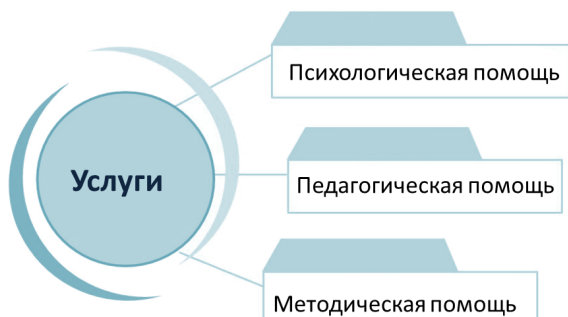 Услуги
Психологическая помощь
Педагогическая помощь
Методическая помощь